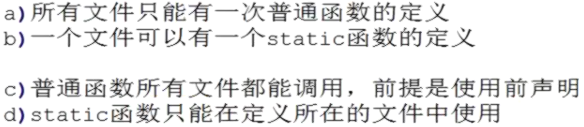 a)所有文件只能有一次普通函数的定义
b)一个文件可以有一个static函数的定义
c)普通函数所有文件都能调用，前提是使用前声明
d)static函数只能在定义所在的文件中使用